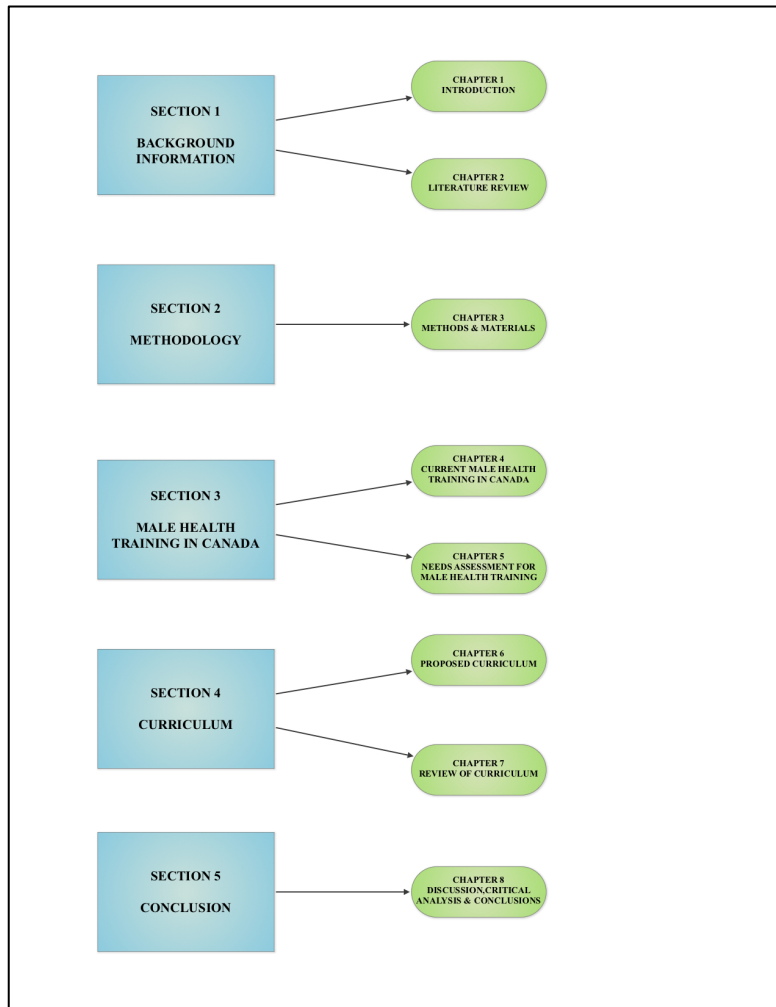 SECTION 1
BACKGROUND
INFORMATION
CHAPTER 1
INTRODUCTION
CHAPTER 2
LITERATURE REVIEW
SECTION 2
METHODOLOGY
CHAPTER 3
METHODS & MATERIALS
SECTION 3
MALE HEALTH
TRAINING IN CANADA
CHAPTER 4
CURRENT MALE HEALTH
TRAINING IN CANADA
CHAPTER 5
NEEDS ASSESSMENT FOR
MALE HEALTH TRAINING
SECTION 4
CURRICULUM
CHAPTER 6
PROPOSED CURRICULUM
CHAPTER 7
REVIEW OF CURRICULUM
SECTION 5
CONCLUSION
CHAPTER 8
DISCUSSION,CRITICAL
ANALYSIS & CONCLUSIONS